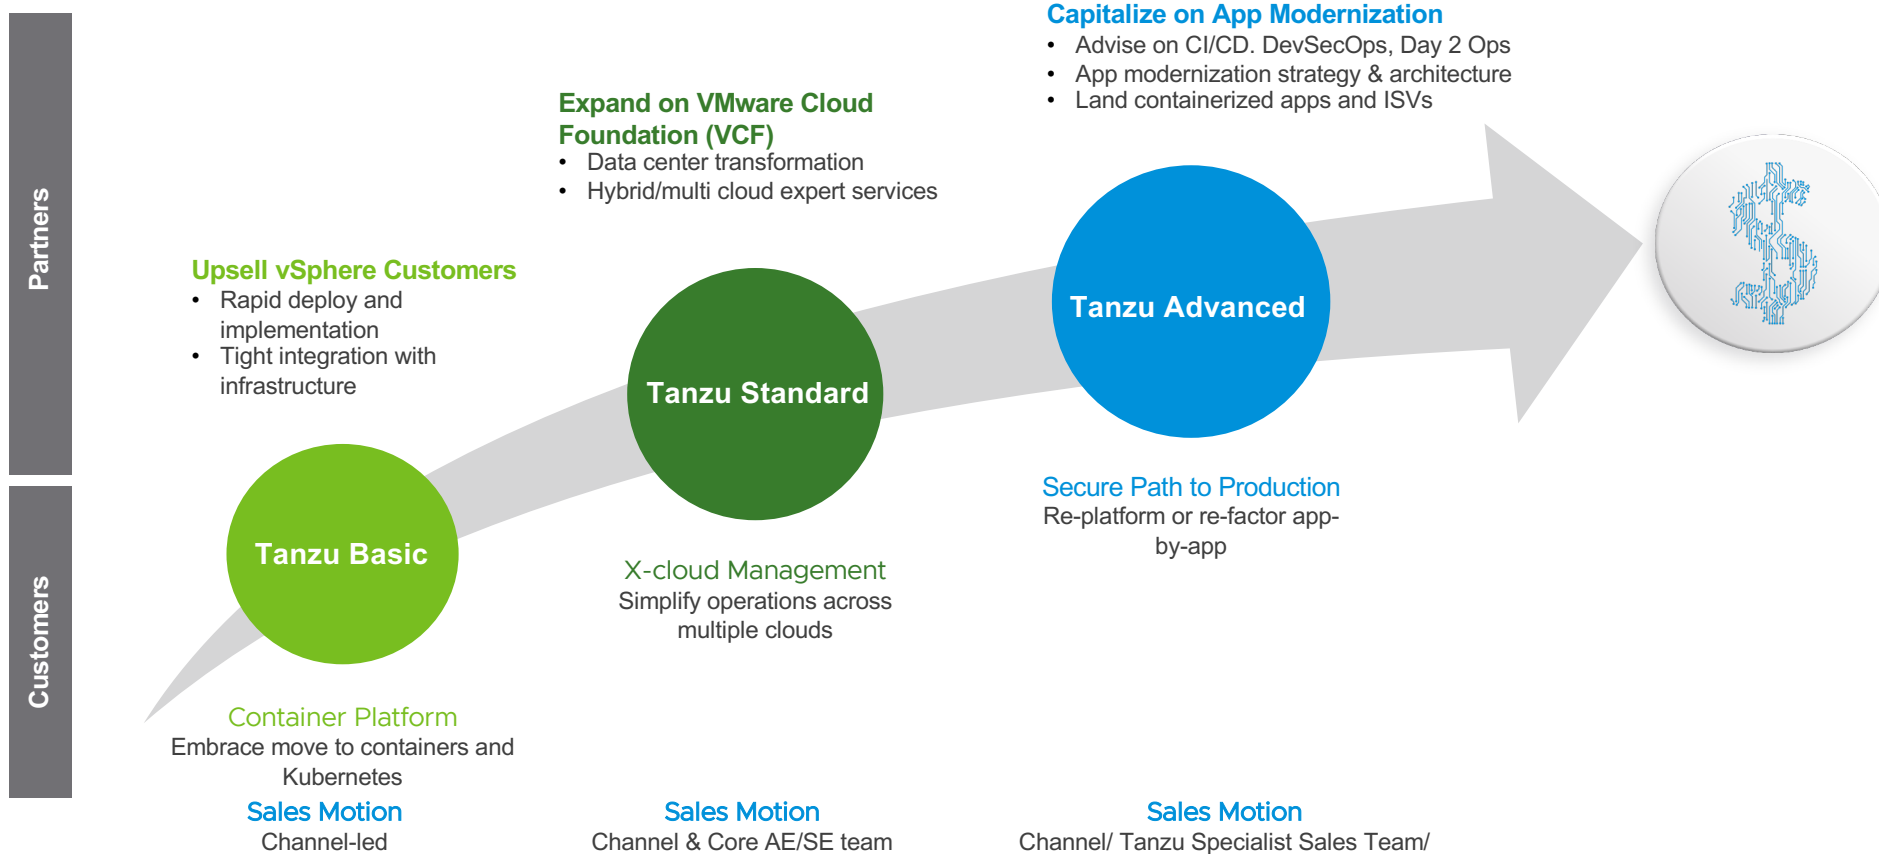 Partners
Customers
Capitalize on App Modernization
• Advise on CI/CD. DevSecOps, Day 2 Ops
• App modernization strategy & architecture
• Land containerized apps and ISVs
Expand on VMware Cloud
Foundation (VCF)
• Data center transformation
• Hybrid/multi cloud expert services
Upsell vSphere Customers
• Rapid deploy and
implementation
• Tight integration with
infrastructure
Tanzu Basic
Tanzu Standard
Tanzu Advanced
Container Platform
Embrace move to containers and
Kubernetes
X-cloud Management
Simplify operations across
multiple clouds
Secure Path to Production
Re-platform or re-factor app-
by-app
Sales Motion
Channel-led
Sales Motion
Channel & Core AE/SE team
Sales Motion
Channel/ Tanzu Specialist Sales Team/